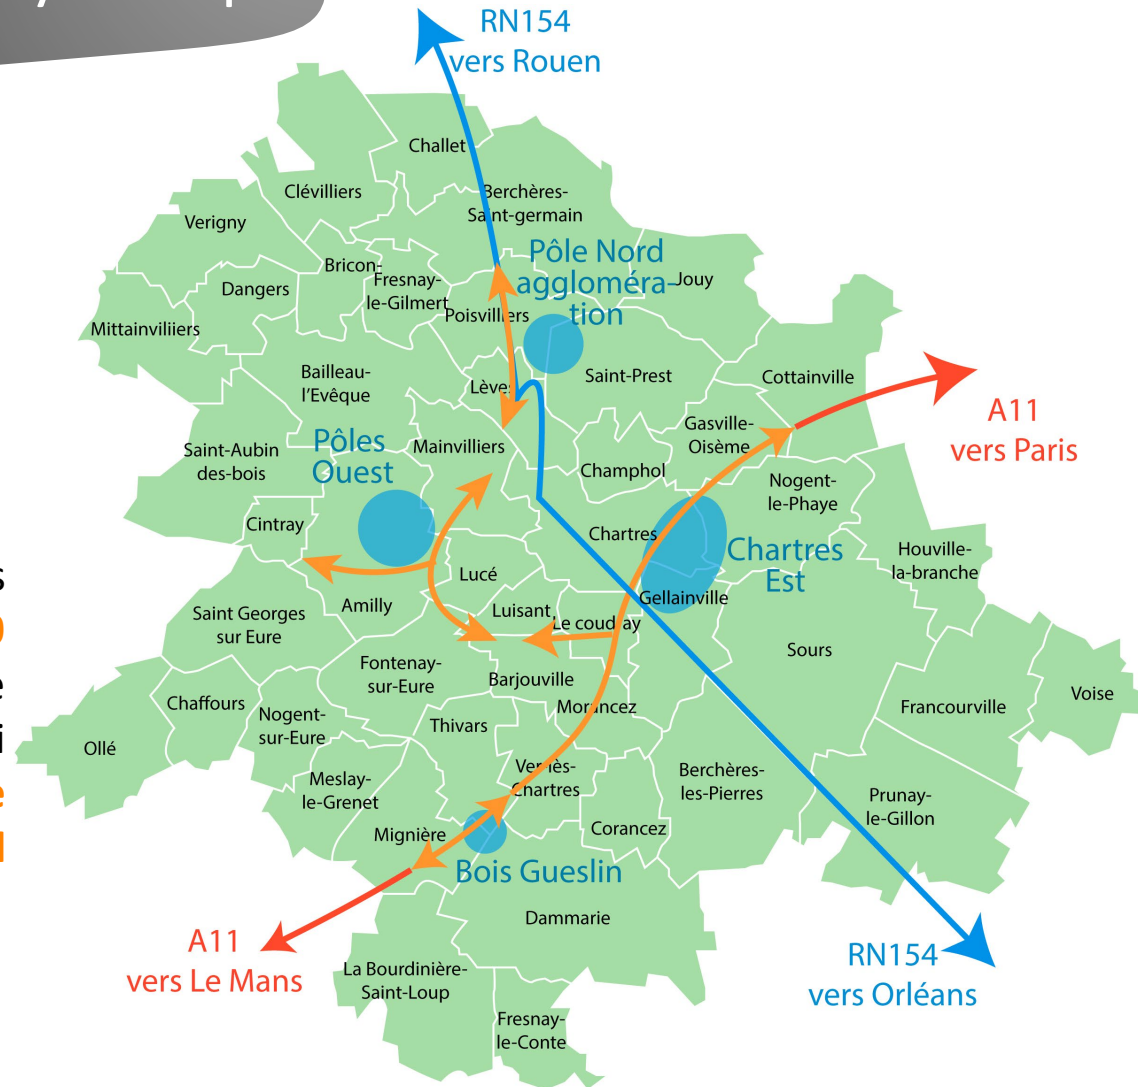 RN154
vers Rouen
Challet
Clévilliers
Berchères-
Saint-germain
Verigny
Pôle Nord
aggloméra-
tion
Bricon-
Fresnay-
le-Gilmert
Jouy
Dangers
Poisvilliers
Mittainviliiers
Bailleau-
l'Evêque
Lèves
Saint-Prest
Cottainville
A11
vers Paris
Pôles
Ouest
Saint-Aubin
des-bois
Mainvilliers
Gasville-
Oisème
Champhol
Nogent-
le-Phaye
Cintray
Chartres
Chartres
Est
Houville-
la-branche
Lucé
Gellainville
Amilly
Saint Georges
sur Eure
Luisant
Le coudray
Sours
Fontenay-
sur-Eure
Barjouville
Voise
Chaffours
Morancez
Francourville
Nogent-
sur-Eure
Thivars
Ollé
Meslay-
le-Grenet
Ver-lès-
Chartres
Berchères-
les-Pierres
Prunay-
le-Gillon
Mignière
Corancez
Bois Gueslin
Dammarie
A11
vers Le Mans
RN154
vers Orléans
La Bourdinière-
Saint-Loup
Fresnay-
le-Conte